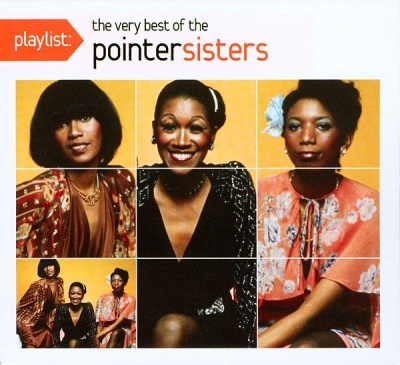 playlist:
the very best of the
pointersisters